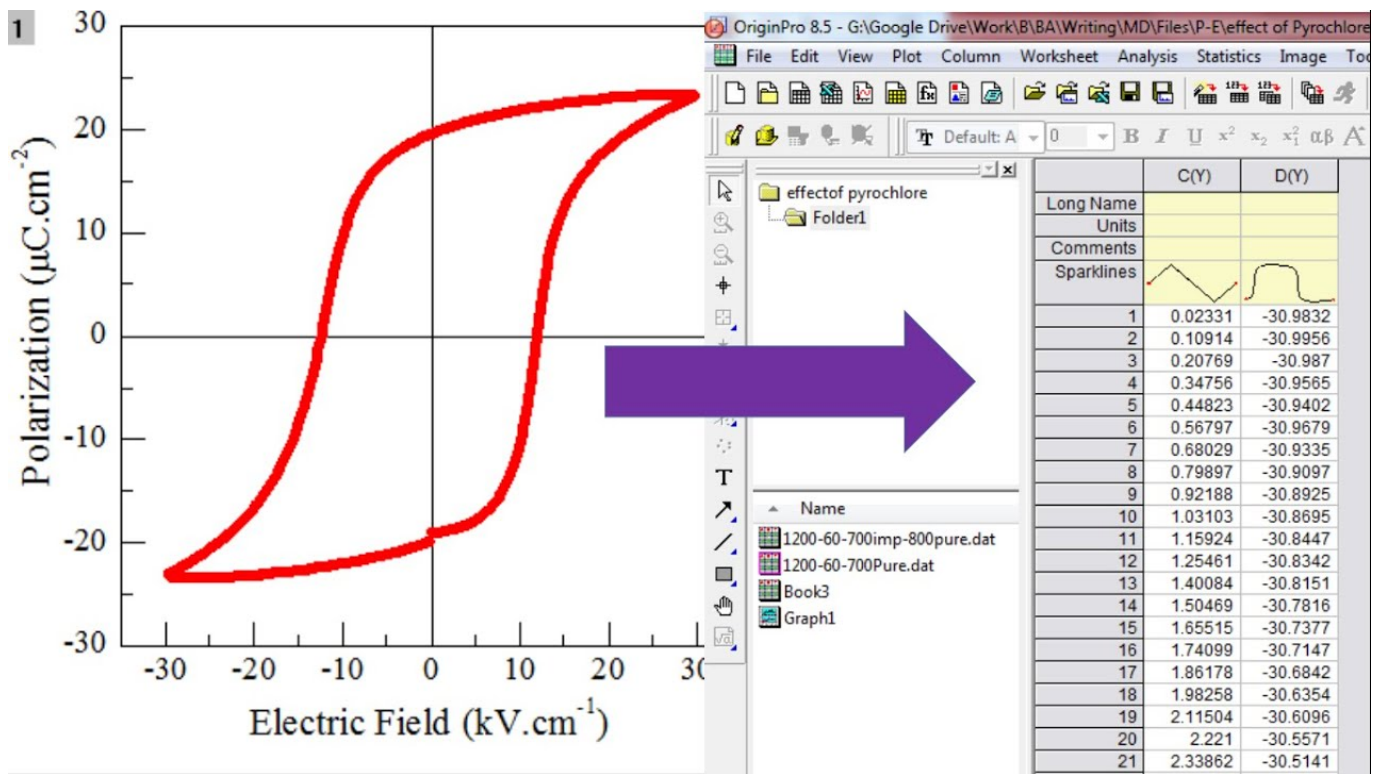 1
30
20
10
0
-10
-20
-30
Polarization (μC.cm-2)
-30 -20 -10 0 10 20 30
Electric Field (kV.cm-1)
OriginPro 8.5 - G:\Google Drive\Work\B\BA\Writing\MD\Files\P-E\effect of Pyrochlore
File Edit View Plot Column Worksheet Analysis Statistics Image
Default: A 0 B I U x2 x2 x21 αβ A
effectof pyrochlore
Folder1
Name
1200-60-700imp-800pure.dat
1200-60-700Pure.dat
Book3
Graph1
C(Y) D(Y)
Long Name
Units
Comments
Sparklines
1 0.02331 -30.9832
2 0.10914 -30.9956
3 0.20769 -30.987
4 0.34756 -30.9565
5 0.44823 -30.9402
6 0.56797 -30.9679
7 0.68029 -30.9335
8 0.79897 -30.9097
9 0.92188 -30.8925
10 1.03103 -30.8695
11 1.15924 -30.8447
12 1.25461 -30.8342
13 1.40084 -30.8151
14 1.50469 -30.7816
15 1.65515 -30.7377
16 1.74099 -30.7147
17 1.86178 -30.6842
18 1.98258 -30.6354
19 2.11504 -30.6096
20 2.221 -30.5571
21 2.33862 -30.5141